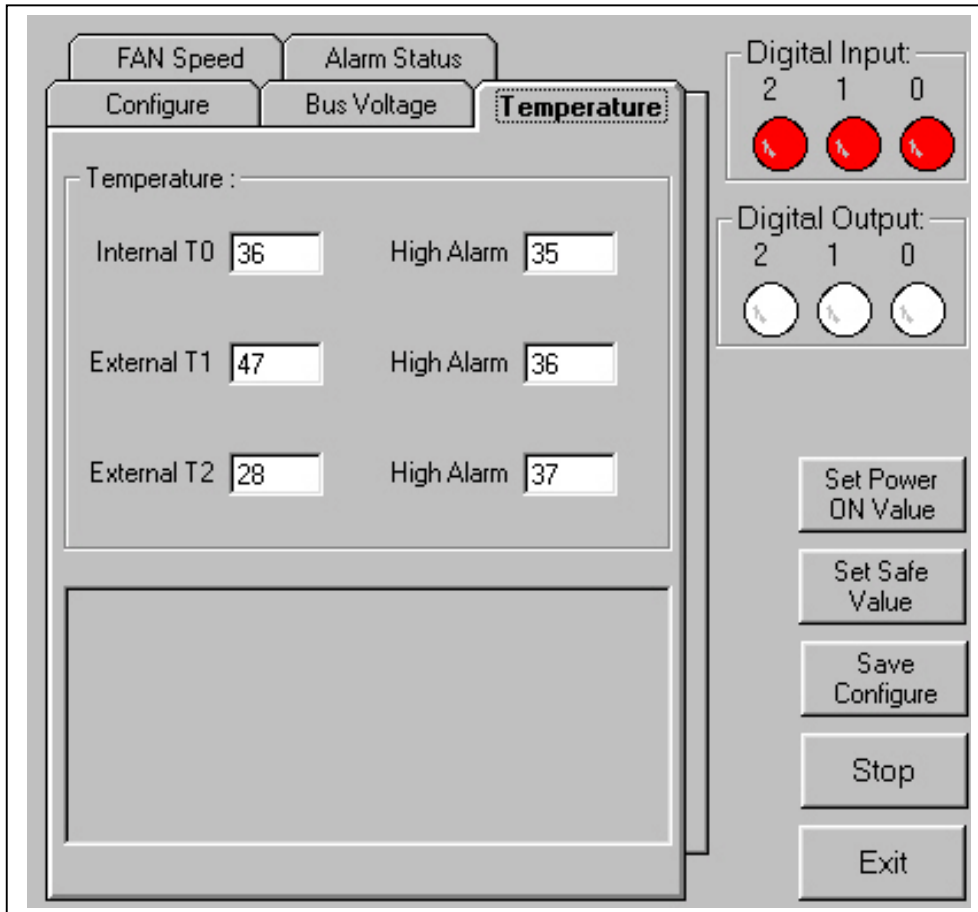 FAN Speed
Alarm Status
Configure
Bus Voltage
Temperature
Temperature :
Internal T0 36 High Alarm 35
External T1 47 High Alarm 36
External T2 28 High Alarm 37
Digital Input:
2 1 0
Digital Output:
2 1 0
Set Power
ON Value
Set Safe
Value
Save
Configure
Stop
Exit